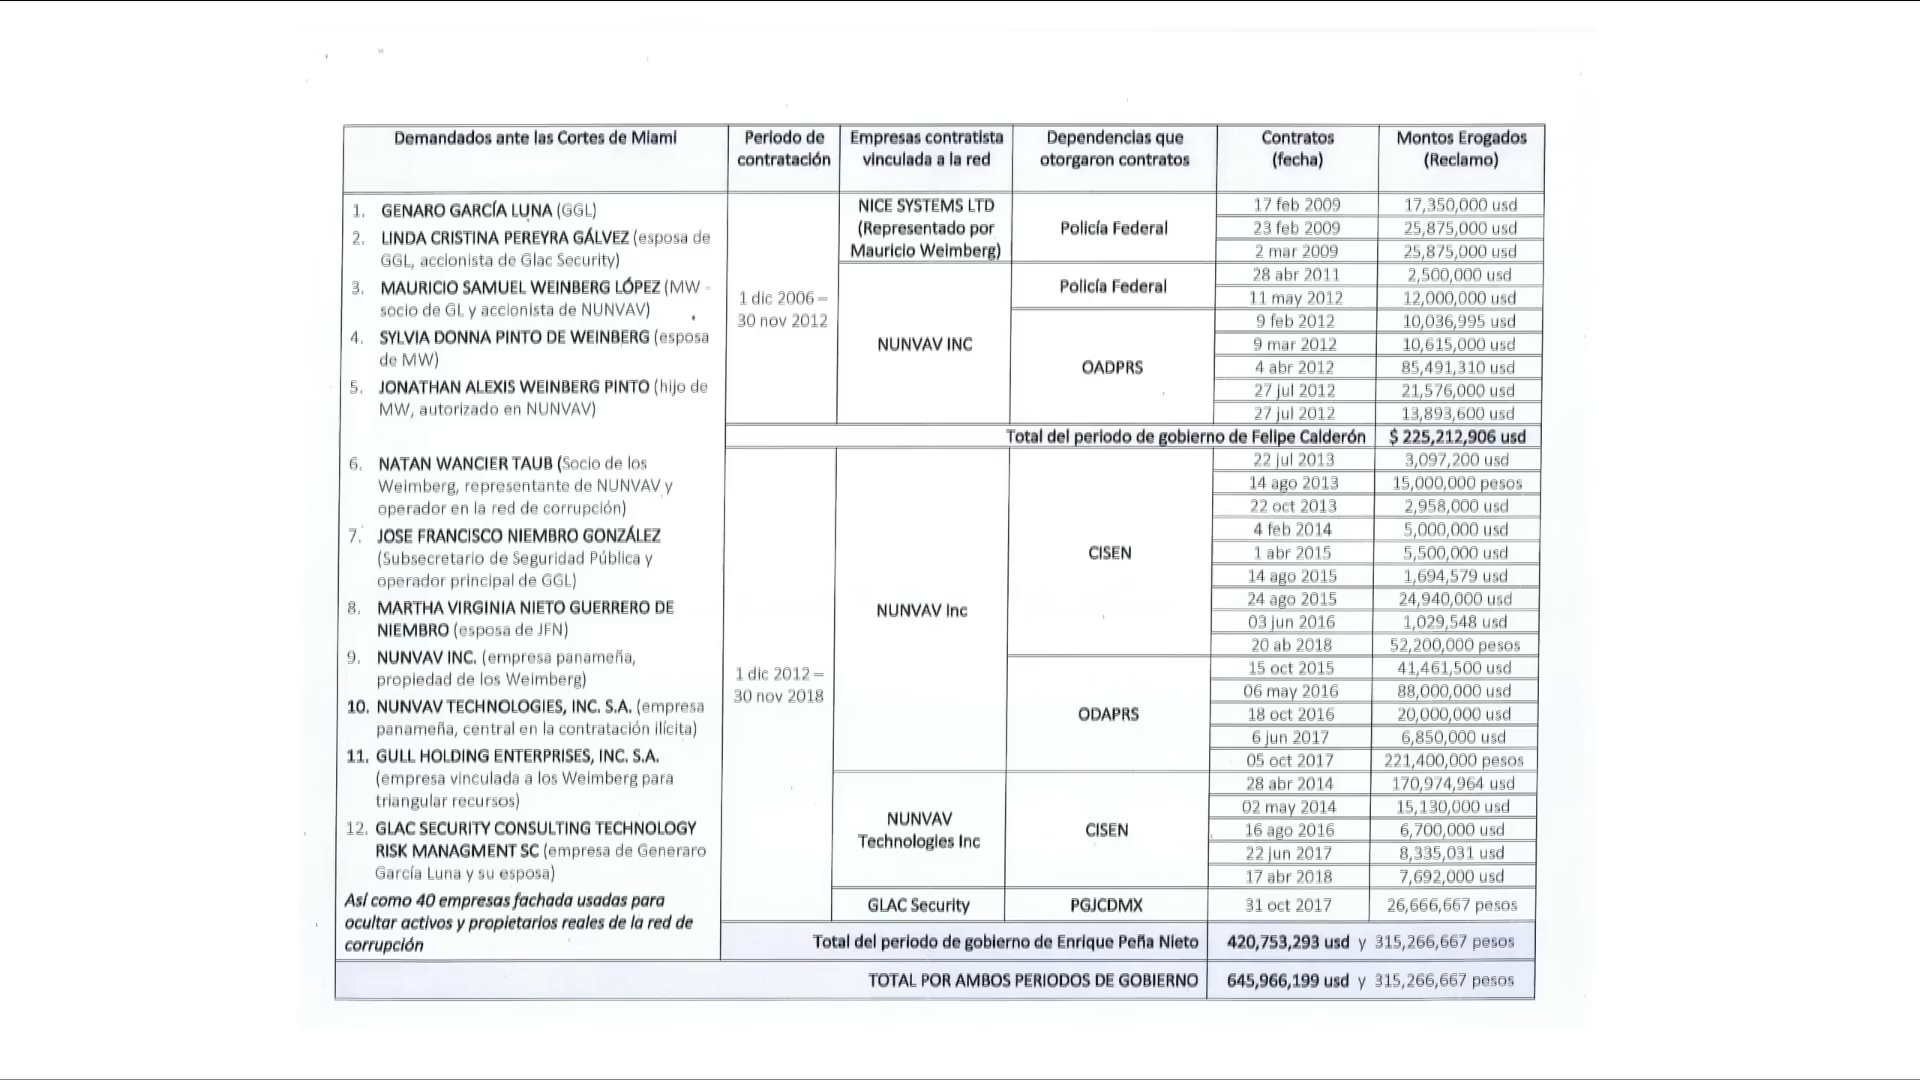 Demandados ante las Cortes de Miami
Periodo de
contratación
Empresas contratista
vinculada a la red
Dependencias que
otorgaron contratos
Contratos
(fecha)
Montos Erogados
(Reclamo)
1. GENARO GARCÍA LUNA (GGL)
2. LINDA CRISTINA PEREYRA GÁLVEZ (esposa de
GGL, accionista de Glac Security)
3. MAURICIO SAMUEL WEINBERG LÓPEZ (MW -
socio de GL y accionista de NUNVAV)
4. SYLVIA DONNA PINTO DE WEINBERG (esposa
de MW)
5. JONATHAN ALEXIS WEINBERG PINTO (hijo de
MW, autorizado en NUNVAV)
6. NATAN WANCIER TAUB (Socio de los
Weimberg, representante de NUNVAV y
operador en la red de corrupción)
7. JOSE FRANCISCO NIEMBRO GONZÁLEZ
(Subsecretario de Seguridad Pública y
operador principal de GGL)
8. MARTHA VIRGINIA NIETO GUERRERO DE
NIEMBRO (esposa de JFN)
9. NUNVAV INC. (empresa panameña,
propiedad de los Weimberg)
10. NUNVAV TECHNOLOGIES, INC. S.A. (empresa
panameña, central en la contratación ilícita)
11. GULL HOLDING ENTERPRISES, INC. S.A.
(empresa vinculada a los Weimberg para
triangular recursos)
12. GLAC SECURITY CONSULTING TECHNOLOGY
RISK MANAGMENT SC (empresa de Generaro
García Luna y su esposa)
Así como 40 empresas fachada usadas para
ocultar activos y propietarios reales de la red de
corrupción
1 dic 2006 –
30 nov 2012
NICE SYSTEMS LTD
(Representado por
Mauricio Weimberg)
Policía Federal
17 feb 2009 17,350,000 usd
23 feb 2009 25,875,000 usd
2 mar 2009 25,875,000 usd
NUNVAV INC
Policía Federal
28 abr 2011 2,500,000 usd
11 may 2012 12,000,000 usd
OADPRS
9 feb 2012 10,036,995 usd
9 mar 2012 10,615,000 usd
4 abr 2012 85,491,310 usd
27 jul 2012 21,576,000 usd
27 jul 2012 13,893,600 usd
Total del periodo de gobierno de Felipe Calderón $ 225,212,906 usd
1 dic 2012 –
30 nov 2018
NUNVAV Inc
CISEN
22 jul 2013 3,097,200 usd
14 ago 2013 15,000,000 pesos
22 oct 2013 2,958,000 usd
4 feb 2014 5,000,000 usd
1 abr 2015 5,500,000 usd
14 ago 2015 1,694,579 usd
24 ago 2015 24,940,000 usd
03 jun 2016 1,029,548 usd
20 ab 2018 52,200,000 pesos
ODAPRS
15 oct 2015 41,461,500 usd
06 may 2016 88,000,000 usd
18 oct 2016 20,000,000 usd
6 jun 2017 6,850,000 usd
05 oct 2017 221,400,000 pesos
NUNVAV
Technologies Inc
CISEN
28 abr 2014 170,974,964 usd
02 may 2014 15,130,000 usd
16 ago 2016 6,700,000 usd
22 jun 2017 8,335,031 usd
17 abr 2018 7,692,000 usd
GLAC Security PGJCDMX 31 oct 2017 26,666,667 pesos
Total del periodo de gobierno de Enrique Peña Nieto 420,753,293 usd y 315,266,667 pesos
TOTAL POR AMBOS PERIODOS DE GOBIERNO 645,966,199 usd y 315,266,667 pesos